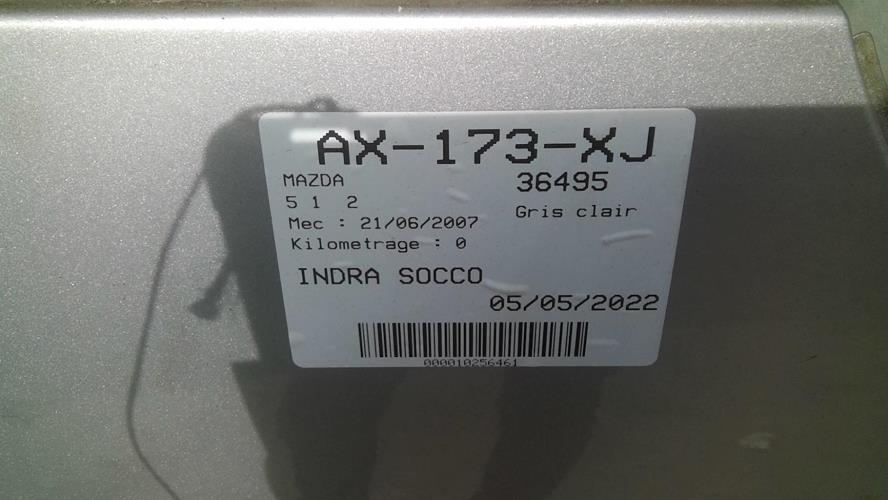 AX-173-XJ
MAZDA 36495
5 1 2 Gris clair
Mec : 21/06/2007
Kilometrage : 0
INDRA SOCCO
05/05/2022
000010256461